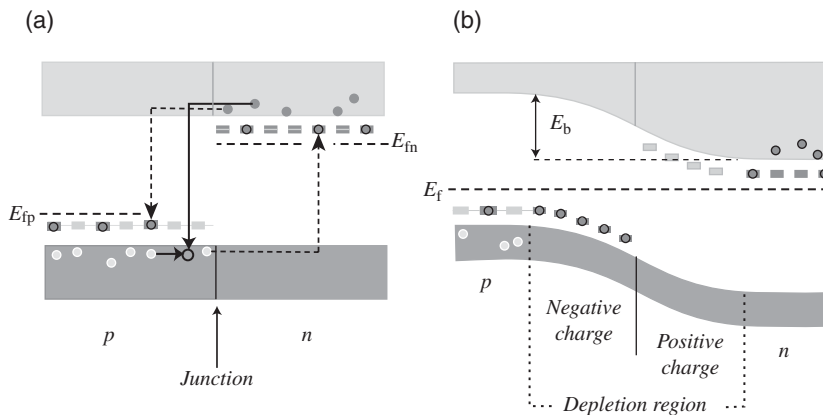 (a)
E_fn
E_fp
p
n
Junction
(b)
E_b
E_f
p
Negative
charge
Positive
charge
n
Depletion region